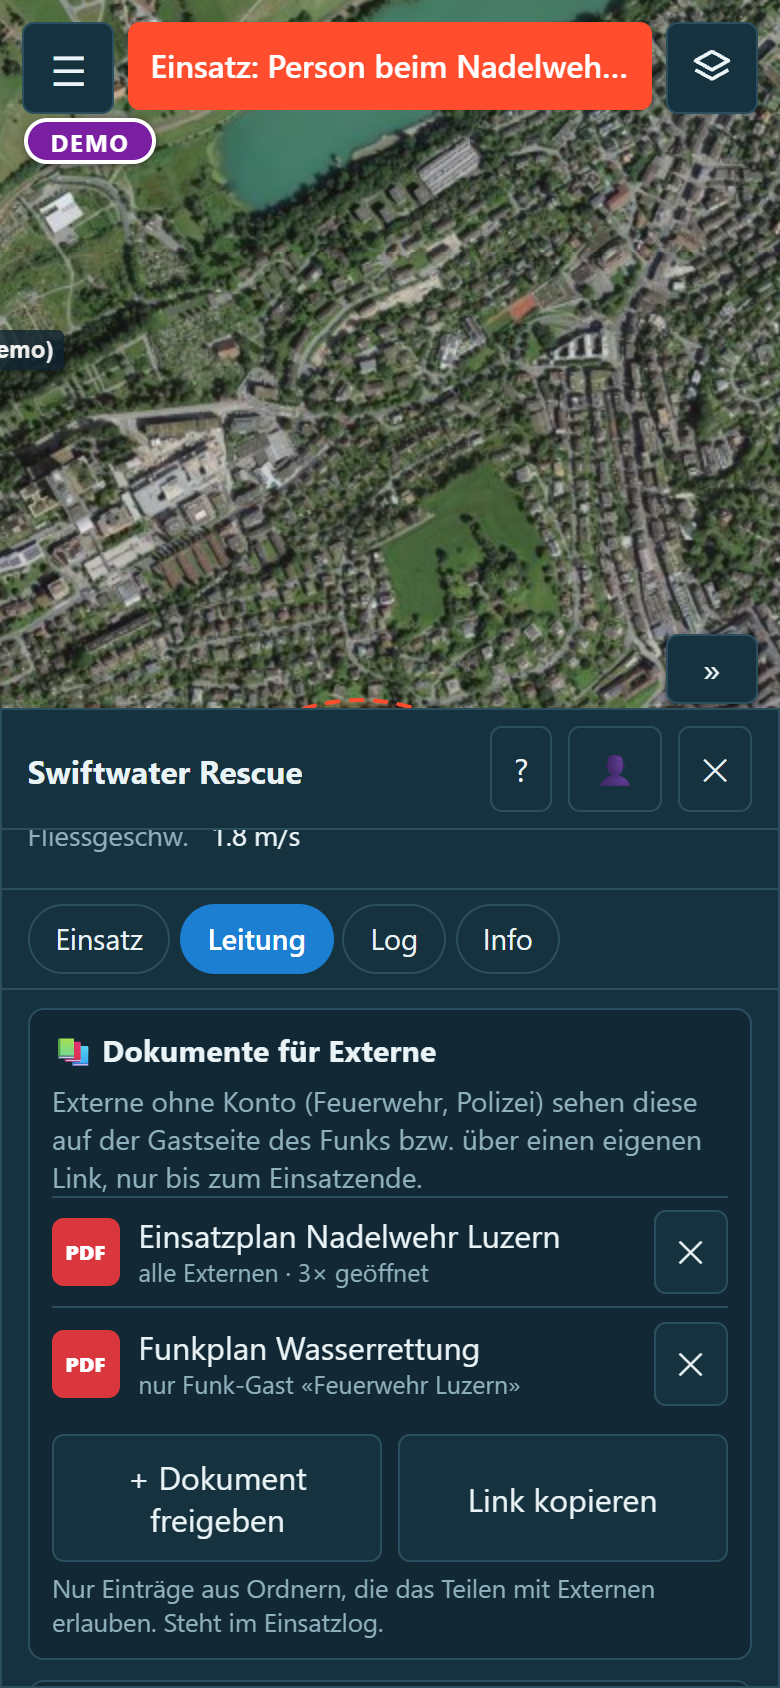 Einsatz: Person beim Nadelweh...
DEMO
emo)
»
Swiftwater Rescue
?
Fliessgeschw. 1.8 m/s
Einsatz
Leitung
Log
Info
Dokumente für Externe
Externe ohne Konto (Feuerwehr, Polizei) sehen diese
auf der Gastseite des Funks bzw. über einen eigenen
Link, nur bis zum Einsatzende.
PDF
Einsatzplan Nadelwehr Luzern
alle Externen · 3× geöffnet
PDF
Funkplan Wasserrettung
nur Funk-Gast «Feuerwehr Luzern»
+ Dokument
freigeben
Link kopieren
Nur Einträge aus Ordnern, die das Teilen mit Externen
erlauben. Steht im Einsatzlog.